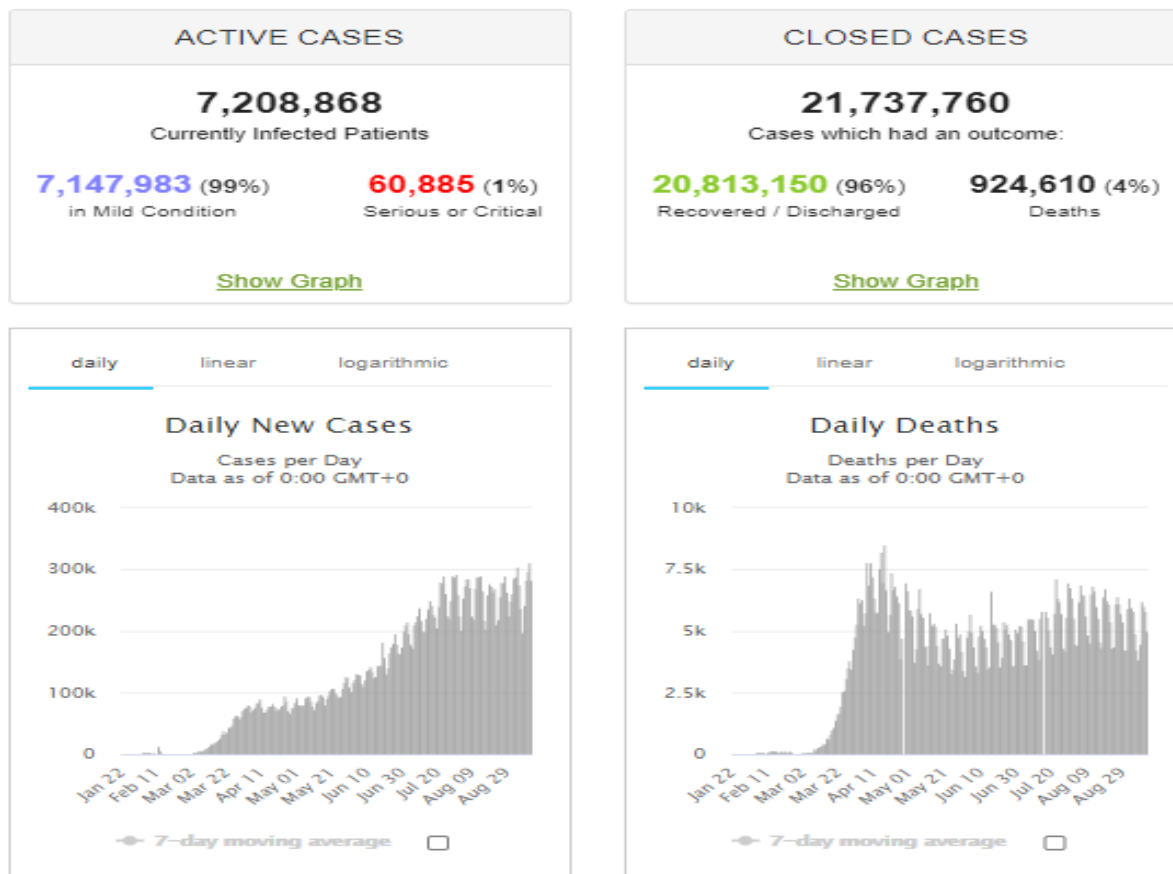 ACTIVE CASES
7,208,868
Currently Infected Patients
7,147,983 (99%)
in Mild Condition
60,885 (1%)
Serious or Critical
Show Graph
CLOSED CASES
21,737,760
Cases which had an outcome:
20,813,150 (96%)
Recovered / Discharged
924,610 (4%)
Deaths
Show Graph
daily linear logarithmic
Daily New Cases
Cases per Day
Data as of 0:00 GMT+0
400k
300k
200k
100k
0
Jan 22 Feb 11 Mar 02 Mar 22 Apr 11 May 01 May 21 Jun 10 Jun 30 Jul 20 Aug 09 Aug 29
7-day moving average
daily linear logarithmic
Daily Deaths
Deaths per Day
Data as of 0:00 GMT+0
10k
7.5k
5k
2.5k
0
Jan 22 Feb 11 Mar 02 Mar 22 Apr 11 May 01 May 21 Jun 10 Jun 30 Jul 20 Aug 09 Aug 29
7-day moving average